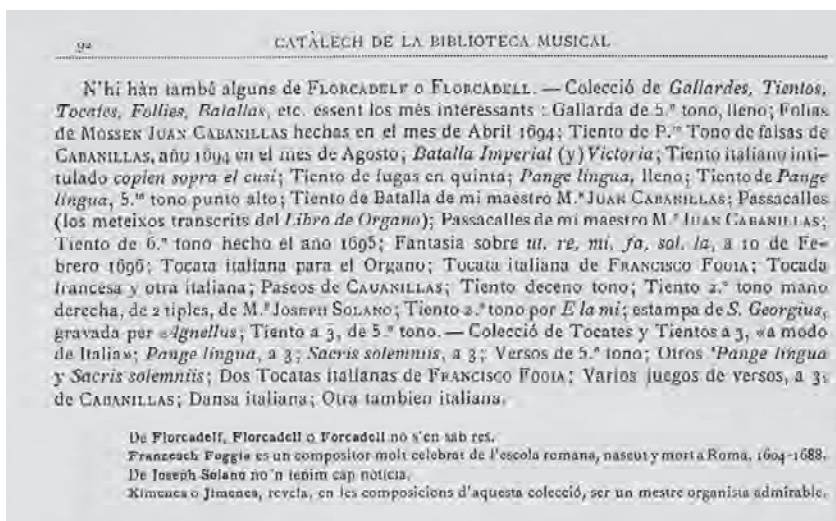 92 CATÀLECH DE LA BIBLIOTECA MUSICAL
N'hi hàn també alguns de FLORCADELF o FLORCADELL. — Colecció de Gallardes, Tientos,
Tocates, Follies, Batallas, etc. essent los més interessants : Gallarda de 5.º tono, lleno; Folias
de MOSSEN JUAN CABANILLAS hechas en el mes de Abril 1694; Tiento de P.er Tono de falsas de
CABANILLAS, año 1694 en el mes de Agosto; Batalla Imperial (y) Victoria; Tiento italiano inti-
tulado copien sopra el cusi; Tiento de fugas en quinta; Pange lingua, lleno; Tiento de Pange
lingua, 5.to tono punto alto; Tiento de Batalla de mi maestro M.º JUAN CABANILLAS; Passacalles
(los meteixos transcrits del Libro de Organo); Passacalles de mi maestro M.º JUAN CABANILLAS;
Tiento de 6.º tono hecho el año 1695; Fantasia sobre ut, re, mi, fa, sol, la, a 10 de Fe-
brero 1696; Tocata italiana para el Organo; Tocata italiana de FRANCISCO FOGIA; Tocada
francesa y otra italiana; Paseos de CAVANILLAS; Tiento deceno tono; Tiento 2.º tono mano
derecha, de 2 tiples, de M.º JOSEPH SOLANO; Tiento 2.º tono por E la mi; estampa de S. Georgius,
gravada per «Agnellus; Tiento a 3, de 5.º tono. — Colecció de Tocates y Tientos a 3, «a modo
de Italia»; Pange lingua, a 3; Sacris solemniis, a 3; Versos de 5.º tono; Otros Pange lingua
y Sacris solemniis; Dos Tocatas italianas de FRANCISCO FOGIA; Varios juegos de versos, a 3,
de CABANILLAS; Dansa italiana; Otra tambien italiana.
De Florcadelf, Florcadell o Forcadell no s'en sab res.
Francesch Foggia es un compositor molt celebrat de l'escola romana, nascut y mort a Roma, 1604-1688.
De Joseph Solano no 'n tenim cap noticia.
Ximenes o Jimenes, revela, en les composicions d'aquesta colecció, ser un mestre organista admirable.